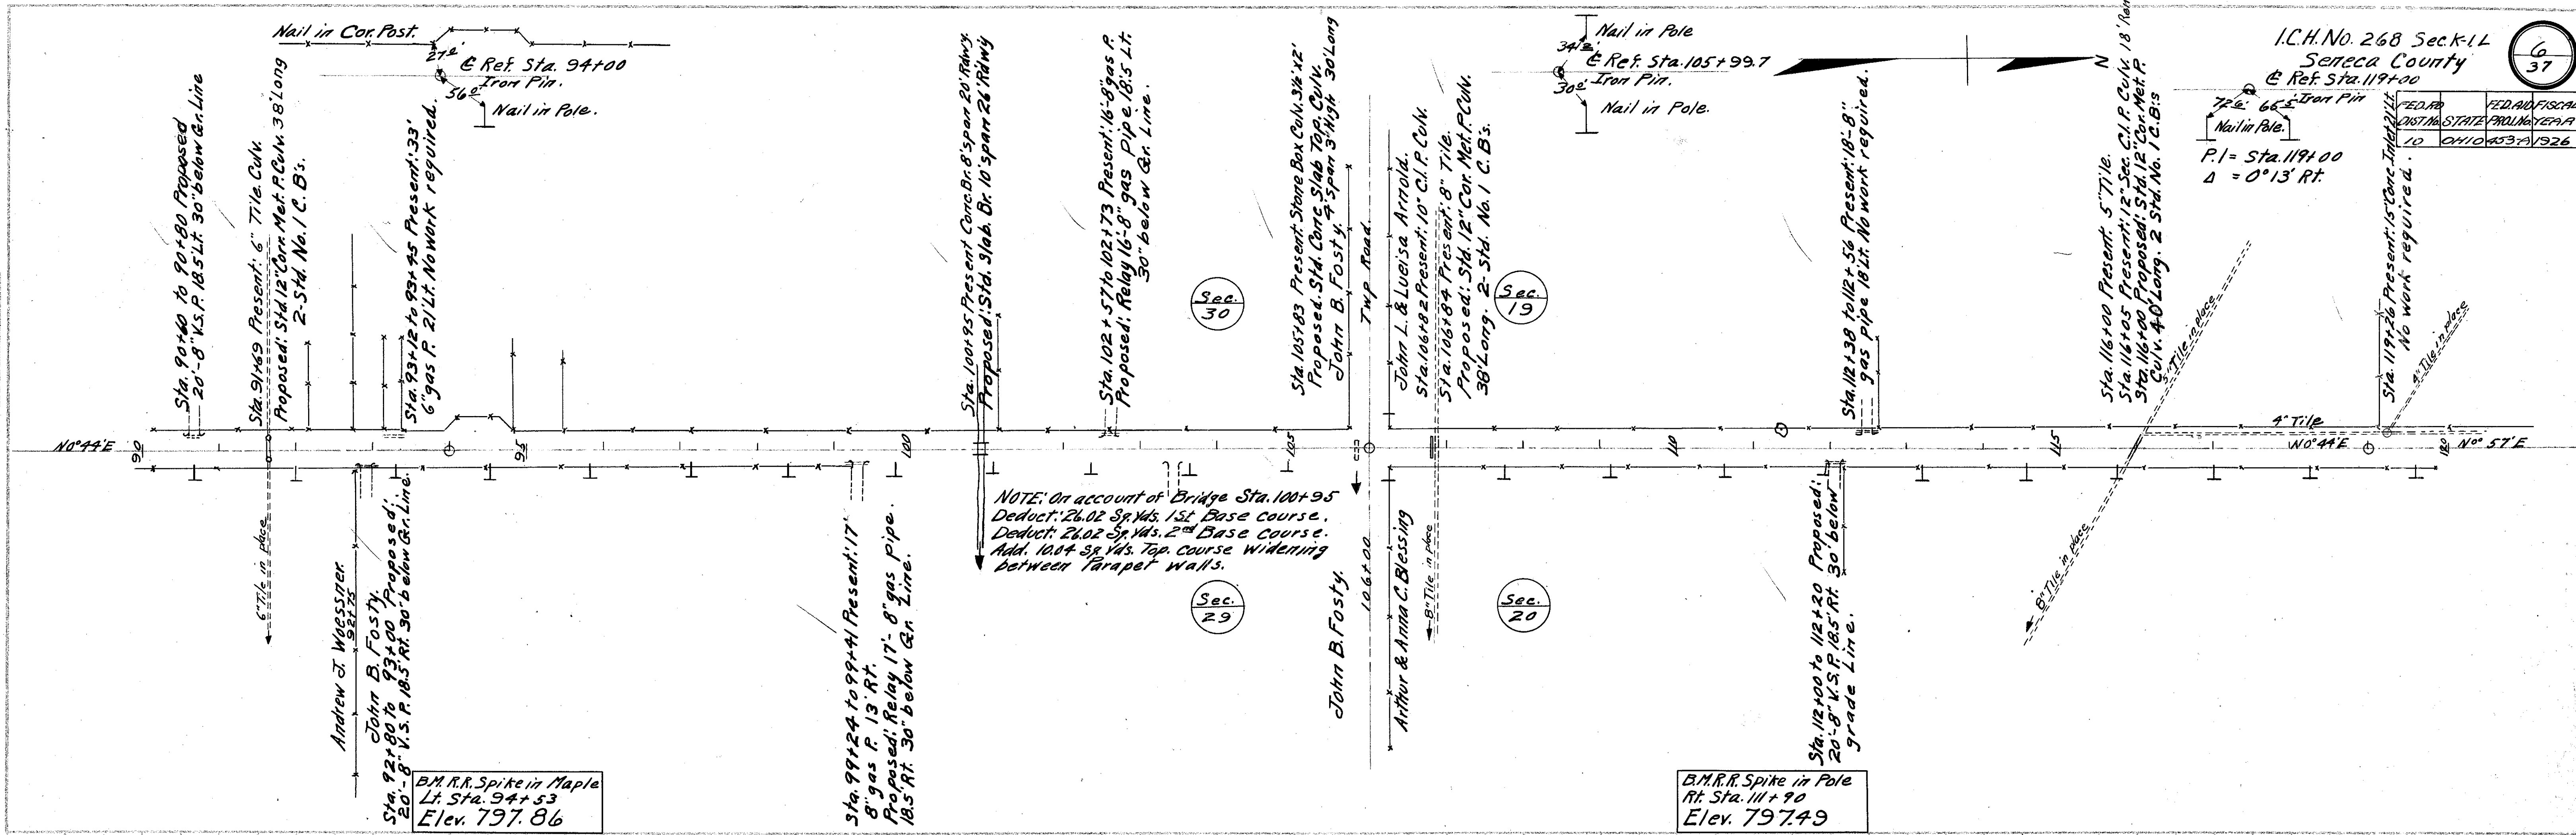 Nail in Cor. Post.
27.2'
₵ Ref. Sta. 94+00
Iron Pin.
56.0'
Nail in Pole.
Nail in Pole
34.2'
₵ Ref. Sta. 105+99.7
Iron Pin.
30.0'
Nail in Pole.
N
I.C.H. No. 268 Sec. K-1, L
Seneca County
6
37
₵ Ref. Sta. 119+00
Iron Pin
66.5'
Nail in Pole.
P.I = Sta. 119+00
Δ = 0°13' Rt.
FED. RD DIST No. STATE FED. AID PROJ. No. FISCAL YEAR
10 OHIO 453-A 1926
Sta. 90+60 to 90+80 Proposed
20'-8" V.S.P. 18.5' Lt. 30" below Gr. Line
Sta. 91+69 Present: 6" Tile Culv.
Proposed: Std. 12" Corr. Met. P. Culv. 38' Long
2-Std. No. 1 C. B's.
Sta. 93+12 to 93+45 Present: 33'
6" gas P. 21' Lt. No work required.
Sta. 100+95 Present Conc. Br. 8' span 20' Rdwy.
Proposed: Std. Slab. Br. 10' span 26' Rdwy
Sta. 102+57 to 102+73 Present: 16'-8" gas P.
Proposed: Relay 16'-8" gas Pipe 18.5' Lt.
30" below Gr. Line.
Sta. 105+83 Present: Stone Box Culv. 3½'x2'
Proposed: Std. Conc Slab Top. Culv.
4' span 3' High 30' Long
John B. Fosty.
Twp Road.
John L. & Lueisa Arnold.
Sta. 106+82 Present: 10" C.I. P. Culv.
Sta. 106+84 Present: 8" Tile.
Proposed: Std. 12" Cor. Met. P. Culv.
38' Long. 2-Std. No. 1 C. B's.
Sta. 112+38 to 112+56 Present: 18'-8"
gas pipe 18' Lt. No work required.
Sta. 116+00 Present: 5" Tile.
Sta. 116+05 Present: 12" Sec. C.I. P. Culv. 18'
Sta. 116+00 Proposed: Std. 12" Cor. Met. P.
Culv. 40' Long. 2 Std. No. 1 C.B's
Sta. 119+26 Present: 15" Conc. Inlet 21' Lt.
No work required.
Sec.
30
Sec.
19
5" Tile in place
4" Tile in place
4" Tile
N0°44'E
90
95
100
105
110
115
N0°44'E
120
N0°57'E
6" Tile in place
Andrew J. Woessner.
92+75
John B. Fosty.
Sta. 92+80 to 93+00 Proposed:
20'-8" V.S.P. 18.5' Rt. 30" below Gr. Line.
Sta. 99+24 to 99+41 Present: 17'
8" gas P. 13' Rt.
Proposed: Relay 17'-8" gas pipe.
18.5' Rt. 30" below Gr. Line.
NOTE: On account of Bridge Sta. 100+95
Deduct: 26.02 Sq. Yds. 1st Base course.
Deduct: 26.02 Sq. Yds. 2nd Base course.
Add. 10.04 Sq. Yds. Top. course widening
between Parapet walls.
Sec.
29
John B. Fosty.
106+00
Arthur & Anna C. Blessing
8" Tile in place
Sec.
20
Sta. 112+00 to 112+20 Proposed:
20'-8" V.S.P. 18.5' Rt. 30" below
grade Line.
8" Tile in place
B.M. R.R. Spike in Maple
Lt. Sta. 94+53
Elev. 797.86
B.M. R.R. Spike in Pole
Rt. Sta. 111+90
Elev. 797.49